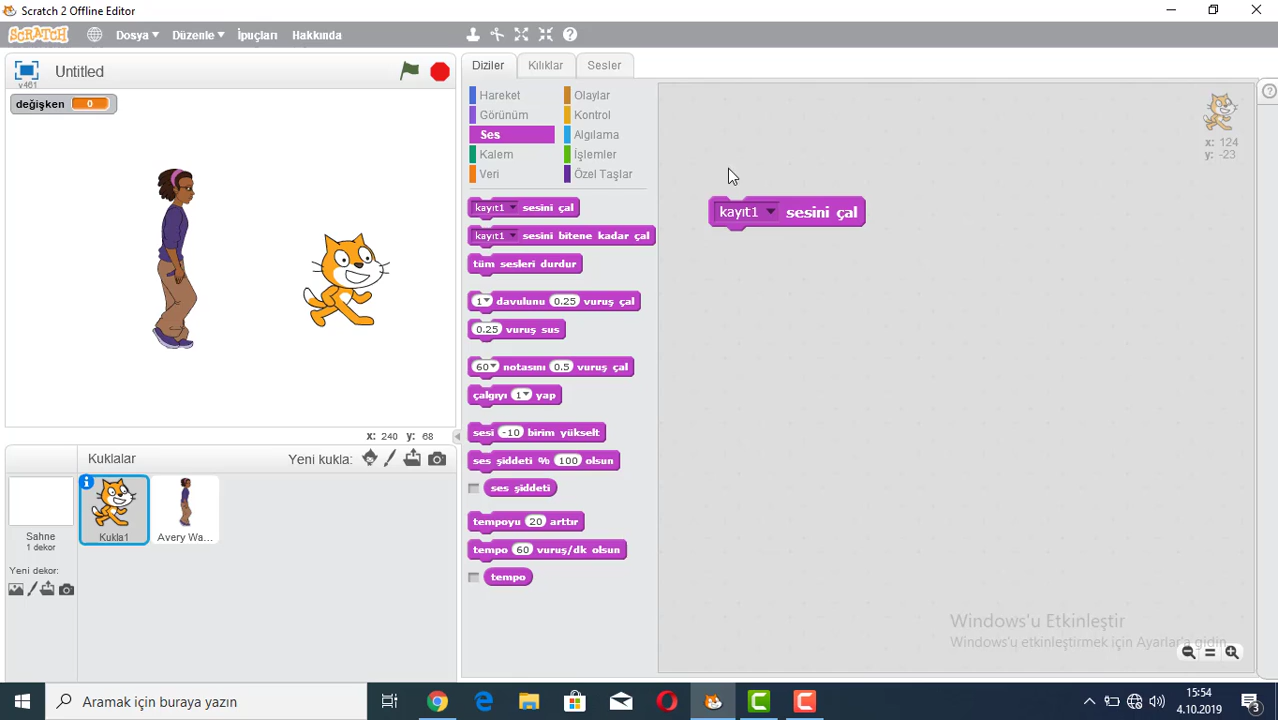 Scratch 2 Offline Editor
SCRATCH
Dosya
Düzenle
İpuçları
Hakkında
Untitled
v461
değişken 0
x: 240 y: 68
Kuklalar
Yeni kukla:
Sahne
1 dekor
Yeni dekor:
Kukla1
Avery Wa...
Diziler
Kılıklar
Sesler
Hareket
Görünüm
Ses
Kalem
Veri
Olaylar
Kontrol
Algılama
İşlemler
Özel Taşlar
kayıt1 sesini çal
kayıt1 sesini bitene kadar çal
tüm sesleri durdur
1 davulunu 0.25 vuruş çal
0.25 vuruş sus
60 notasını 0.5 vuruş çal
çalgıyı 1 yap
sesi -10 birim yükselt
ses şiddeti % 100 olsun
ses şiddeti
tempoyu 20 arttır
tempo 60 vuruş/dk olsun
tempo
kayıt1 sesini çal
x: 124
y: -23
Windows'u Etkinleştir
Windows'u etkinleştirmek için Ayarlar'a gidin.
Aramak için buraya yazın
15:54
4.10.2019
3